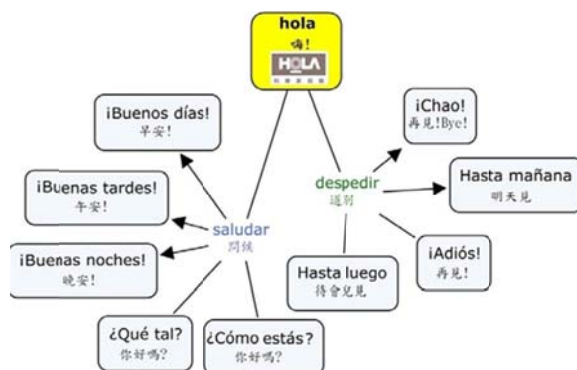 hola
嗨!
HOLA
¡Buenos días!
早安!
¡Buenas tardes!
午安!
¡Buenas noches!
晚安!
saludar
問候
¿Qué tal?
你好嗎?
¿Cómo estás?
你好嗎?
despedir
道別
¡Chao!
再見!Bye!
Hasta mañana
明天見
¡Adiós!
再見!
Hasta luego
待會兒見